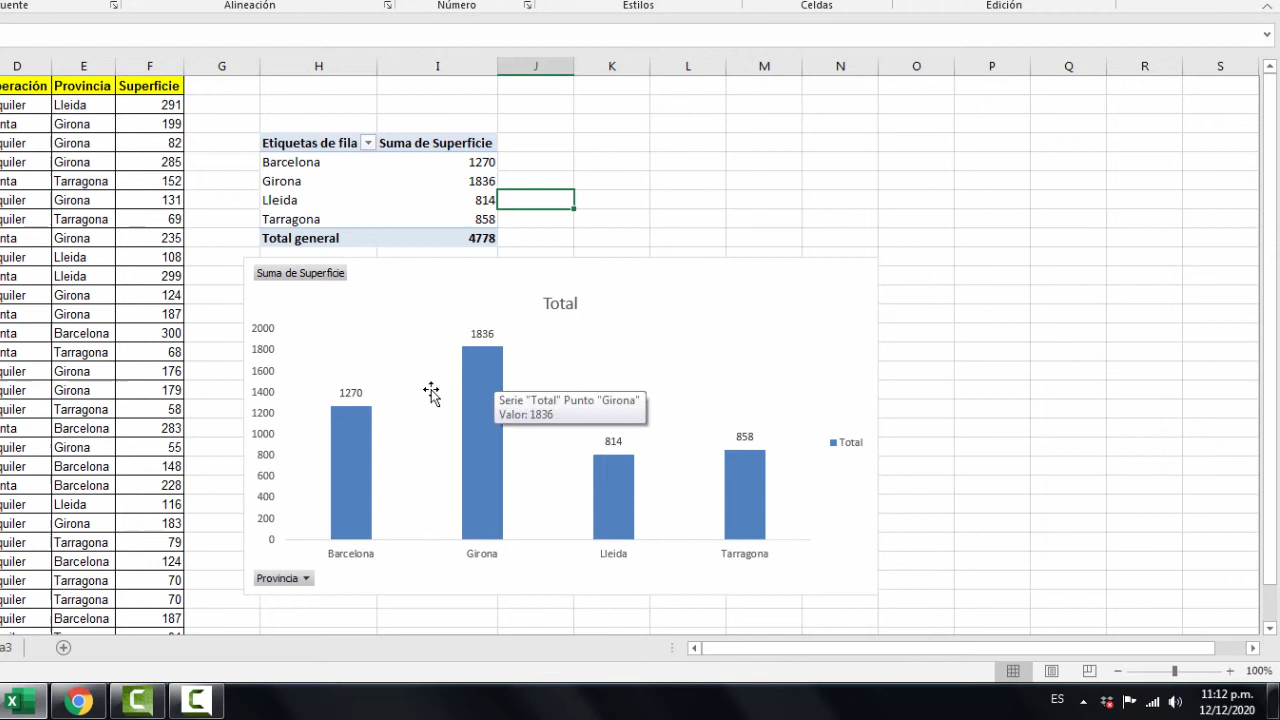 uente Alineación Número Estilos Celdas Edición
D E F G H I J K L M N O P Q R S
peración Provincia Superficie
quiler Lleida 291
nta Girona 199
quiler Girona 82 Etiquetas de fila Suma de Superficie
quiler Girona 285 Barcelona 1270
nta Tarragona 152 Girona 1836
quiler Girona 131 Lleida 814
quiler Tarragona 69 Tarragona 858
nta Girona 235 Total general 4778
quiler Lleida 108
nta Lleida 299 Suma de Superficie
quiler Girona 124 Total
nta Girona 187
nta Barcelona 300
nta Tarragona 68
quiler Girona 176
quiler Girona 179
quiler Tarragona 58
nta Barcelona 283
quiler Girona 55
quiler Barcelona 148
quiler Barcelona 228
quiler Lleida 116
quiler Girona 183
quiler Tarragona 79
quiler Barcelona 124
quiler Tarragona 70
quiler Tarragona 70
quiler Barcelona 187
2000
1800
1600
1400
1200
1000
800
600
400
200
0
1270
1836
814
858
Serie "Total" Punto "Girona"
Valor: 1836
Total
Barcelona Girona Lleida Tarragona
Provincia
a3
100%
ES
11:12 p.m.
12/12/2020